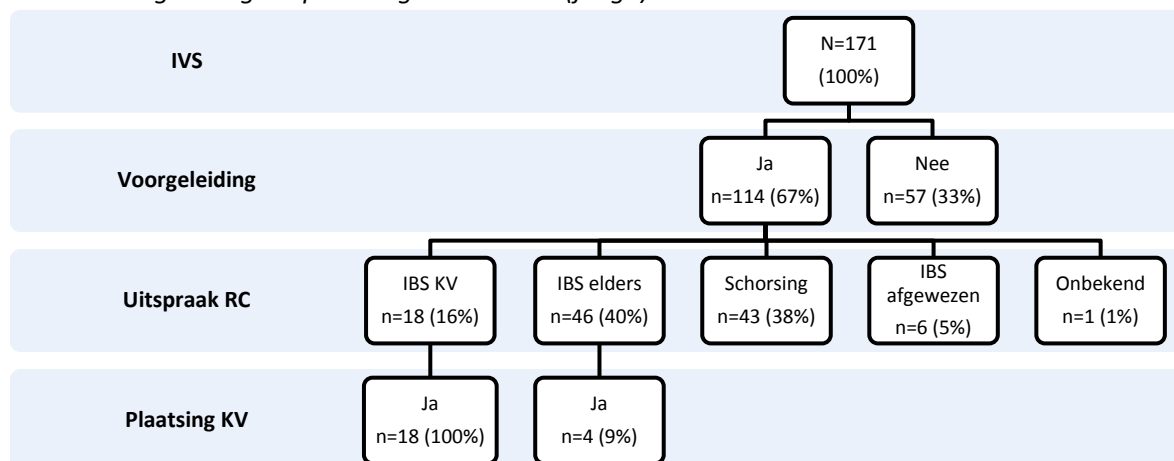 IVS
N=171
(100%)
Voorgeleiding
Ja
n=114 (67%)
Nee
n=57 (33%)
Uitspraak RC
IBS KV
n=18 (16%)
IBS elders
n=46 (40%)
Schorsing
n=43 (38%)
IBS
afgewezen
n=6 (5%)
Onbekend
n=1 (1%)
Plaatsing KV
Ja
n=18 (100%)
Ja
n=4 (9%)